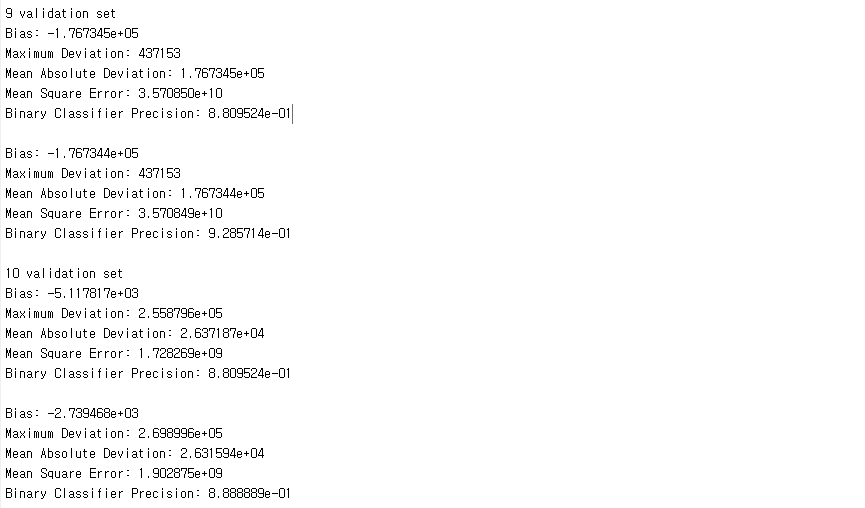 9 validation set
Bias: -1.767345e+05
Maximum Deviation: 437153
Mean Absolute Deviation: 1.767345e+05
Mean Square Error: 3.570850e+10
Binary Classifier Precision: 8.809524e-01
Bias: -1.767344e+05
Maximum Deviation: 437153
Mean Absolute Deviation: 1.767344e+05
Mean Square Error: 3.570849e+10
Binary Classifier Precision: 9.285714e-01
10 validation set
Bias: -5.117817e+03
Maximum Deviation: 2.558796e+05
Mean Absolute Deviation: 2.637187e+04
Mean Square Error: 1.728269e+09
Binary Classifier Precision: 8.809524e-01
Bias: -2.739468e+03
Maximum Deviation: 2.698996e+05
Mean Absolute Deviation: 2.631594e+04
Mean Square Error: 1.902875e+09
Binary Classifier Precision: 8.888889e-01